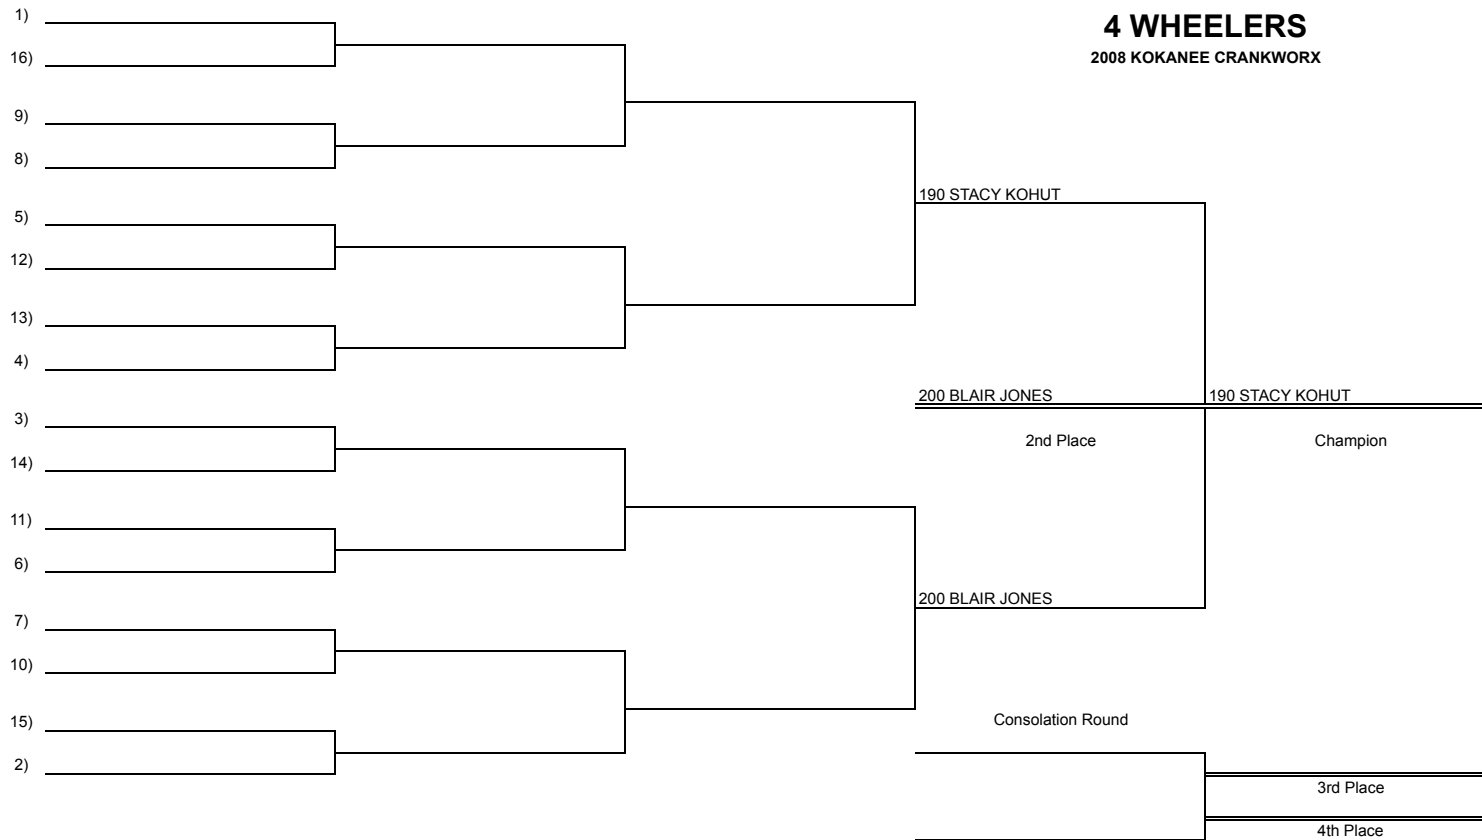 4 WHEELERS
2008 KOKANEE CRANKWORX
1)
16)
9)
8)
5)
12)
13)
4)
3)
14)
11)
6)
7)
10)
15)
2)
190 STACY KOHUT
200 BLAIR JONES
2nd Place
190 STACY KOHUT
Champion
200 BLAIR JONES
Consolation Round
3rd Place
4th Place